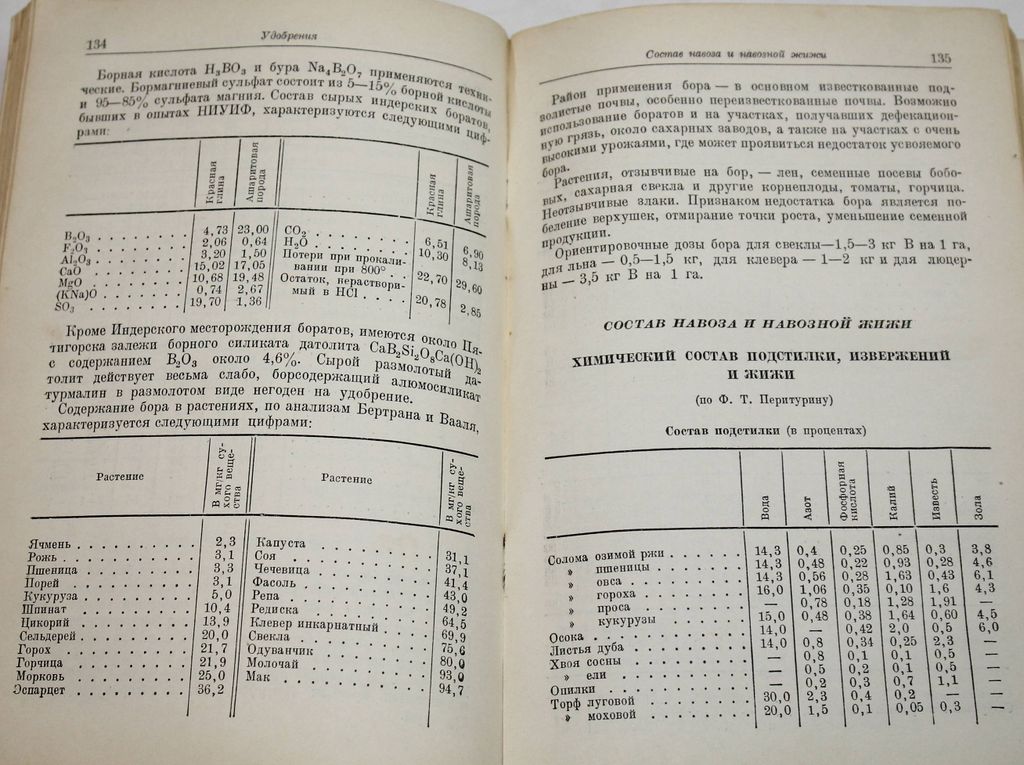 134
Удобрения
Борная кислота H₃BO₃ и бура Na₄B₂O₇ применяются техни-
ческие. Бормагниевый сульфат состоит из 5—15% борной кислоты
и 95—85% сульфата магния. Состав сырых индерских боратов,
бывших в опытах НИУИФ, характеризуются следующими циф-
рами:
Красная глина | Ашаритовая порода | Красная глина | Ашаритовая порода
B₂O₃ 4,73 23,00 CO₂ 6,51 6,90
F₂O₃ 2,06 0,64 H₂O 10,30 8,13
Al₂O₃ 3,20 1,50 Потери при прокали-
CaO 15,02 17,05 вании при 800° 22,70 29,60
MgO 10,68 19,48 Остаток, нераствори-
(KNa)O 0,74 2,67 мый в HCl 20,78 2,85
SO₃ 19,70 1,36
Кроме Индерского месторождения боратов, имеются около Пя-
тигорска залежи борного силиката датолита CaB₂Si₂O₈Ca(OH)₂
с содержанием B₂O₃ около 4,6%. Сырой размолотый да-
толит действует весьма слабо, борсодержащий алюмосиликат
турмалин в размолотом виде негоден на удобрение.
Содержание бора в растениях, по анализам Бертрана и Вааля,
характеризуется следующими цифрами:
Растение | В мг/кг сухого вещества | Растение | В мг/кг сухого вещества
Ячмень 2,3 Капуста 31,1
Рожь 3,1 Соя 37,1
Пшеница 3,3 Чечевица 41,4
Порей 3,1 Фасоль 43,0
Кукуруза 5,0 Репа 49,2
Шпинат 10,4 Редиска 64,5
Цикорий 13,9 Клевер инкарнатный 69,9
Сельдерей 20,0 Свекла 75,6
Горох 21,7 Одуванчик 80,0
Горчица 21,9 Молочай 93,0
Морковь 25,0 Мак 94,7
Эспарцет 36,2
Состав навоза и навозной жижи
135
Район применения бора — в основном известкованные под-
золистые почвы, особенно переизвесткованные почвы. Возможно
использование боратов и на участках, получавших дефекацион-
ную грязь, около сахарных заводов, а также на участках с очень
высокими урожаями, где может проявиться недостаток усвояемого
бора.
Растения, отзывчивые на бор, — лен, семенные посевы бобо-
вых, сахарная свекла и другие корнеплоды, томаты, горчица.
Неотзывчивые злаки. Признаком недостатка бора является по-
беление верхушек, отмирание точки роста, уменьшение семенной
продукции.
Ориентировочные дозы бора для свеклы—1,5—3 кг B на 1 га,
для льна — 0,5—1,5 кг, для клевера — 1—2 кг и для люцер-
ны — 3,5 кг B на 1 га.
СОСТАВ НАВОЗА И НАВОЗНОЙ ЖИЖИ
ХИМИЧЕСКИЙ СОСТАВ ПОДСТИЛКИ, ИЗВЕРЖЕНИЙ
И ЖИЖИ
(по Ф. Т. Перитурину)
Состав подстилки (в процентах)
Вода | Азот | Фосфорная кислота | Калий | Известь | Зола
Солома озимой ржи 14,3 0,4 0,25 0,85 0,3 3,8
» пшеницы 14,3 0,48 0,22 0,93 0,28 4,6
» овса 14,3 0,56 0,28 1,63 0,43 6,1
» гороха 16,0 1,06 0,35 0,10 1,6 4,3
» проса — 0,78 0,18 1,28 1,91 —
» кукурузы 15,0 0,48 0,38 1,64 0,60 4,5
Осока 14,0 — 0,42 2,0 0,5 6,0
Листья дуба 14,0 0,8 0,34 0,25 2,3 —
Хвоя сосны — 0,8 0,1 0,1 0,5 —
» ели — 0,5 0,2 0,1 0,5 —
Опилки — 0,2 0,3 0,7 1,1 —
Торф луговой 30,0 2,3 0,4 0,2 — —
» моховой 20,0 1,5 0,1 0,05 0,3 —